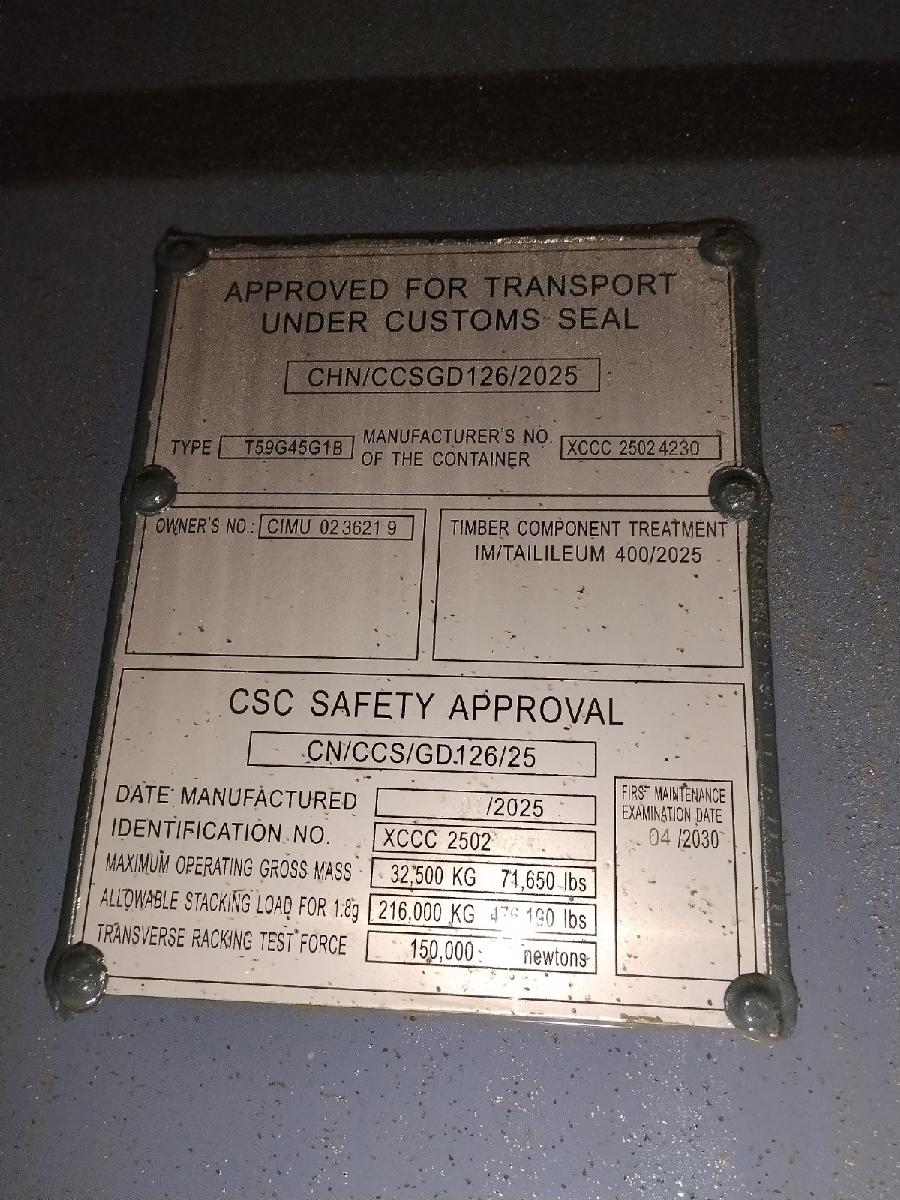 APPROVED FOR TRANSPORT
UNDER CUSTOMS SEAL
CHN/CCSGD126/2025
TYPE T59G45G1B MANUFACTURER'S NO. OF THE CONTAINER XCCC 25024230
OWNER'S NO.: CIMU 023621 9
TIMBER COMPONENT TREATMENT
IM/TAILILEUM 400/2025
CSC SAFETY APPROVAL
CN/CCS/GD126/25
DATE MANUFACTURED /2025
IDENTIFICATION NO. XCCC 2502
MAXIMUM OPERATING GROSS MASS 32,500 KG 71,650 lbs
ALLOWABLE STACKING LOAD FOR 1.8g 216,000 KG 190 lbs
TRANSVERSE RACKING TEST FORCE 150,000 newtons
FIRST MAINTENANCE
EXAMINATION DATE
04 /2030